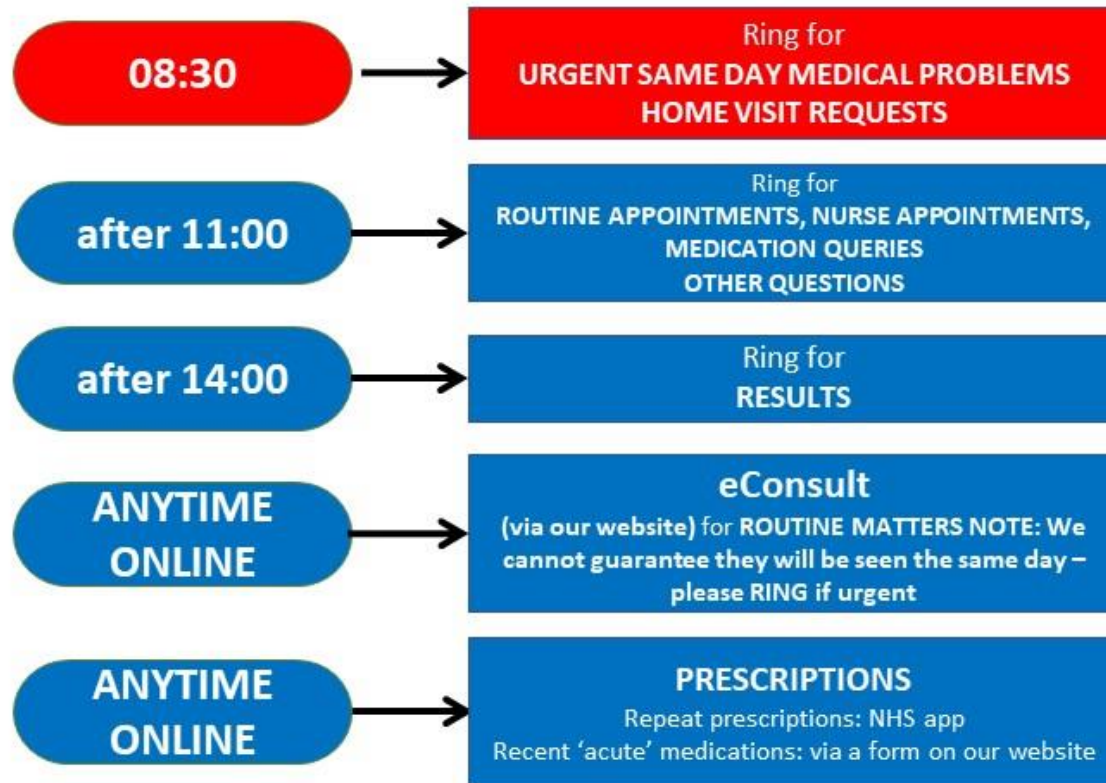 08:30
Ring for
URGENT SAME DAY MEDICAL PROBLEMS
HOME VISIT REQUESTS
after 11:00
Ring for
ROUTINE APPOINTMENTS, NURSE APPOINTMENTS,
MEDICATION QUERIES
OTHER QUESTIONS
after 14:00
Ring for
RESULTS
ANYTIME
ONLINE
eConsult
(via our website) for ROUTINE MATTERS NOTE: We
cannot guarantee they will be seen the same day –
please RING if urgent
ANYTIME
ONLINE
PRESCRIPTIONS
Repeat prescriptions: NHS app
Recent ‘acute’ medications: via a form on our website